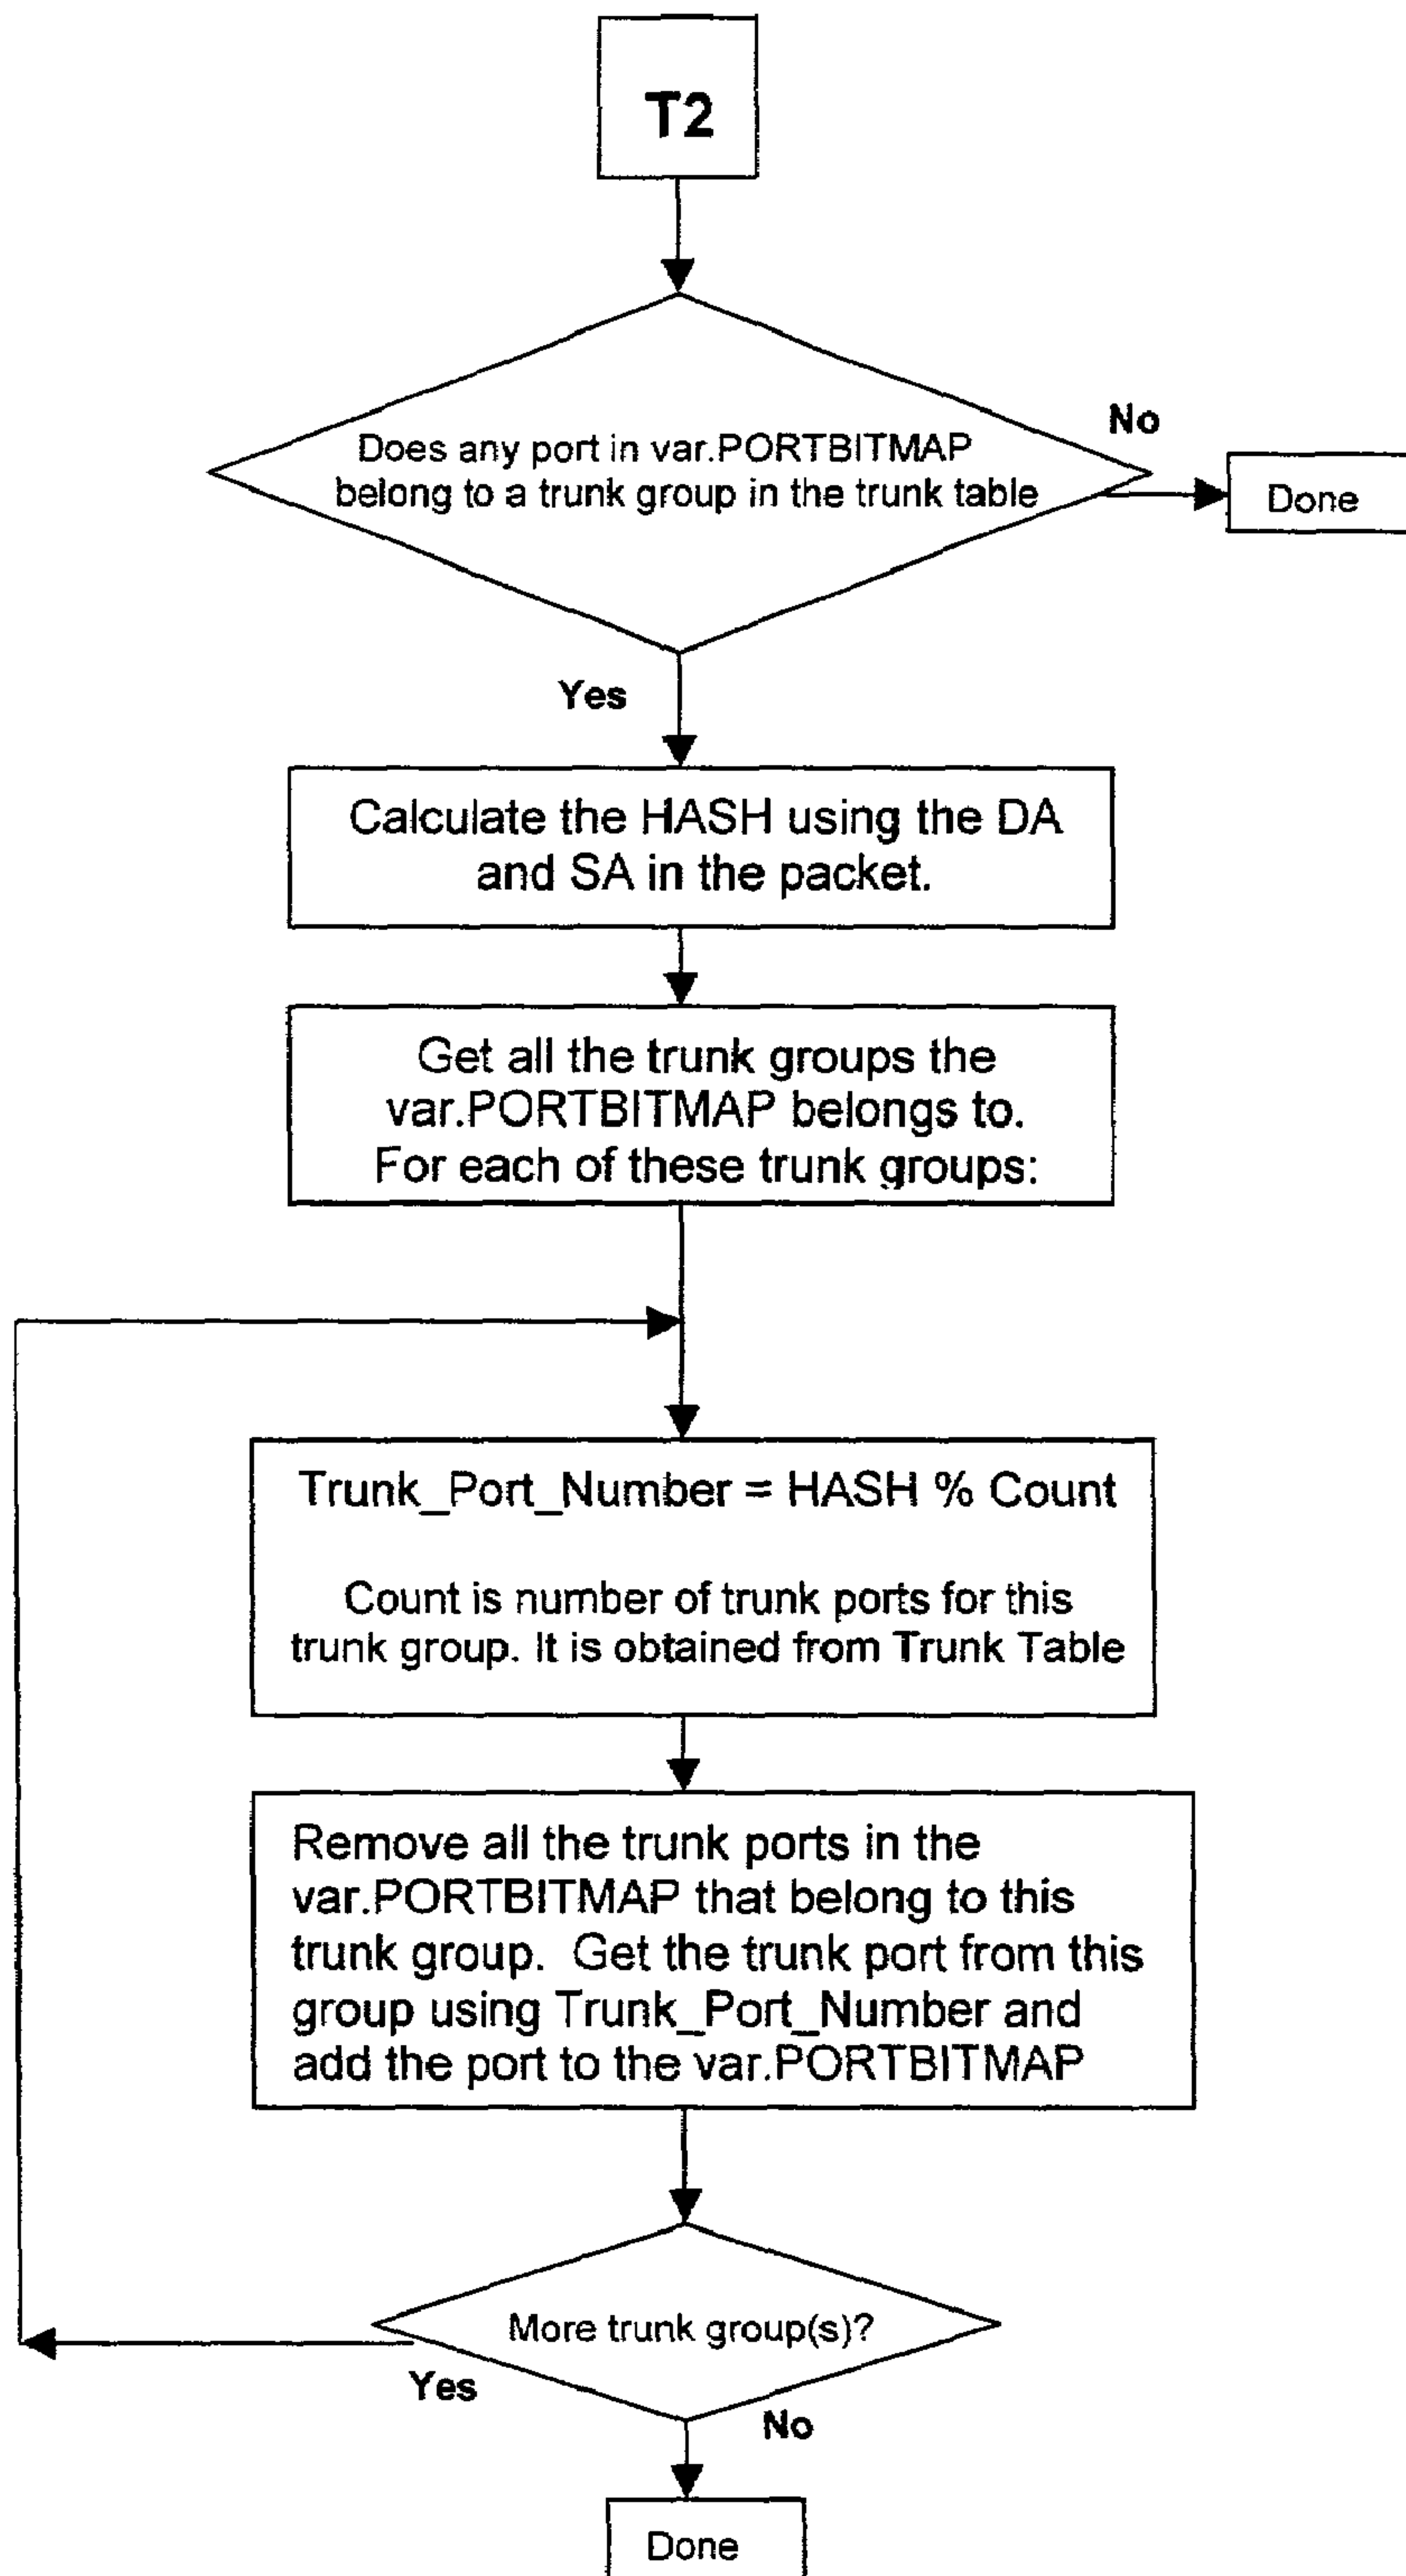 T2
Does any port in var.PORTBITMAP
belong to a trunk group in the trunk table
No
Done
Yes
Calculate the HASH using the DA
and SA in the packet.
Get all the trunk groups the
var.PORTBITMAP belongs to.
For each of these trunk groups:
Trunk_Port_Number = HASH % Count
Count is number of trunk ports for this
trunk group. It is obtained from Trunk Table
Remove all the trunk ports in the
var.PORTBITMAP that belong to this
trunk group.  Get the trunk port from this
group using Trunk_Port_Number and
add the port to the var.PORTBITMAP
More trunk group(s)?
Yes
No
Done